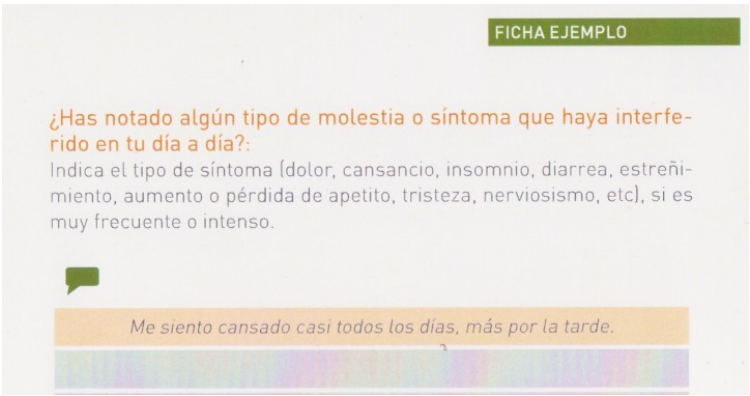 FICHA EJEMPLO
¿Has notado algún tipo de molestia o síntoma que haya interfe-
rido en tu día a día?:
Indica el tipo de síntoma (dolor, cansancio, insomnio, diarrea, estreñi-
miento, aumento o pérdida de apetito, tristeza, nerviosismo, etc), si es
muy frecuente o intenso.
Me siento cansado casi todos los días, más por la tarde.